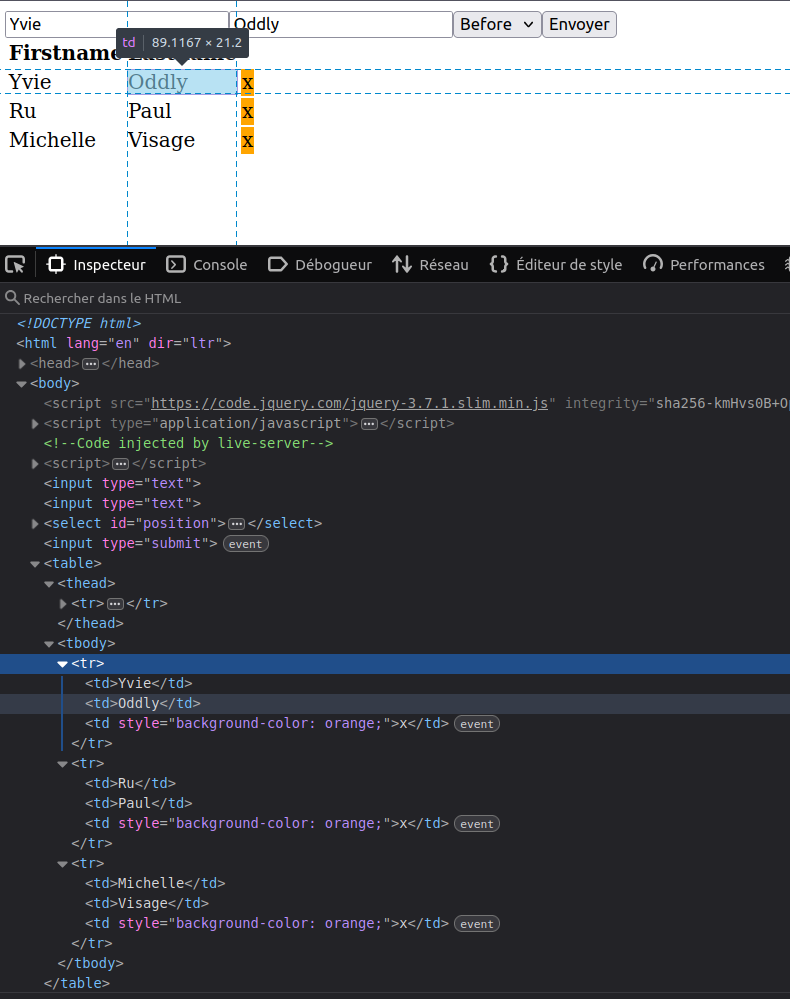 Yvie Oddly Before Envoyer
td 89.1167 × 21.2
Firstname
Yvie Oddly x
Ru Paul x
Michelle Visage x
Inspecteur Console Débogueur Réseau {} Éditeur de style Performances
Rechercher dans le HTML
<!DOCTYPE html>
<html lang="en" dir="ltr">
<head>⋯</head>
<body>
<script src="https://code.jquery.com/jquery-3.7.1.slim.min.js" integrity="sha256-kmHvs0B+O
<script type="application/javascript">⋯</script>
<!--Code injected by live-server-->
<script>⋯</script>
<input type="text">
<input type="text">
<select id="position">⋯</select>
<input type="submit"> event
<table>
<thead>
<tr>⋯</tr>
</thead>
<tbody>
<tr>
<td>Yvie</td>
<td>Oddly</td>
<td style="background-color: orange;">x</td> event
</tr>
<tr>
<td>Ru</td>
<td>Paul</td>
<td style="background-color: orange;">x</td> event
</tr>
<tr>
<td>Michelle</td>
<td>Visage</td>
<td style="background-color: orange;">x</td> event
</tr>
</tbody>
</table>